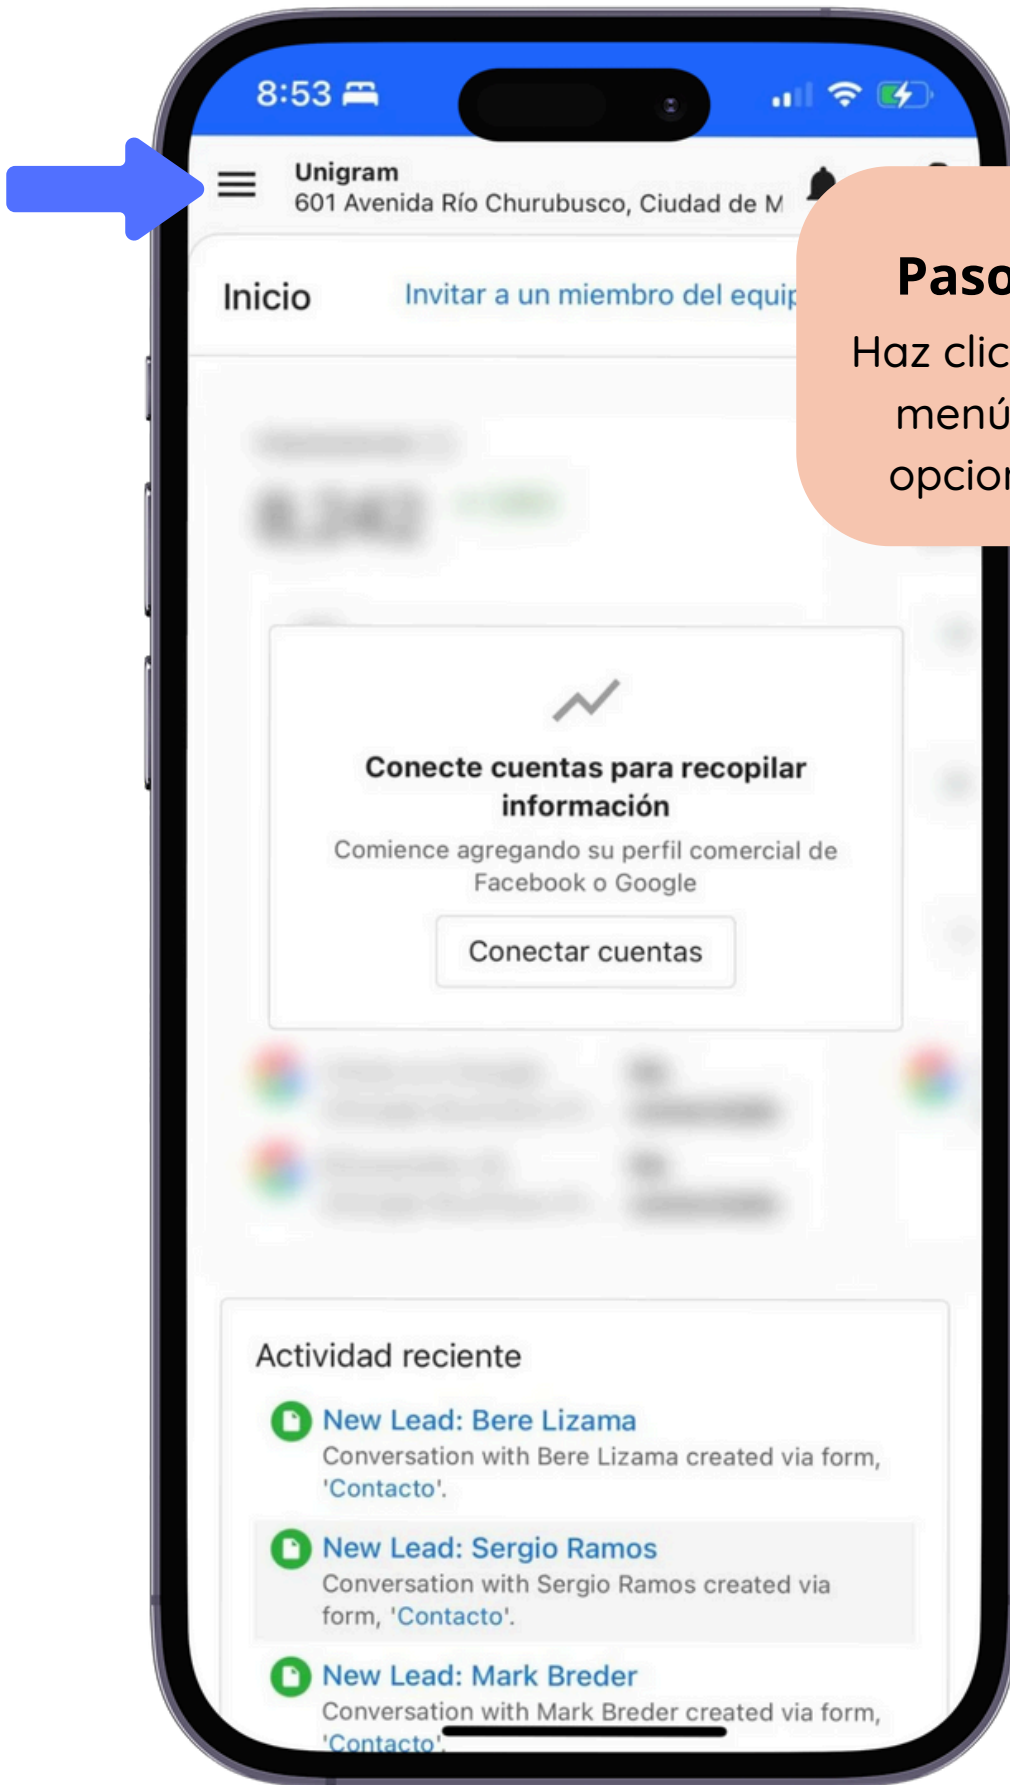 8:53
Unigram
601 Avenida Río Churubusco, Ciudad de M
Inicio
Invitar a un miembro del equip
Paso
Haz clic
menú
opcion
8,242
Conecte cuentas para recopilar
información
Comience agregando su perfil comercial de
Facebook o Google
Conectar cuentas
Actividad reciente
New Lead: Bere Lizama
Conversation with Bere Lizama created via form,
'Contacto'.
New Lead: Sergio Ramos
Conversation with Sergio Ramos created via
form, 'Contacto'.
New Lead: Mark Breder
Conversation with Mark Breder created via form,
'Contacto'.